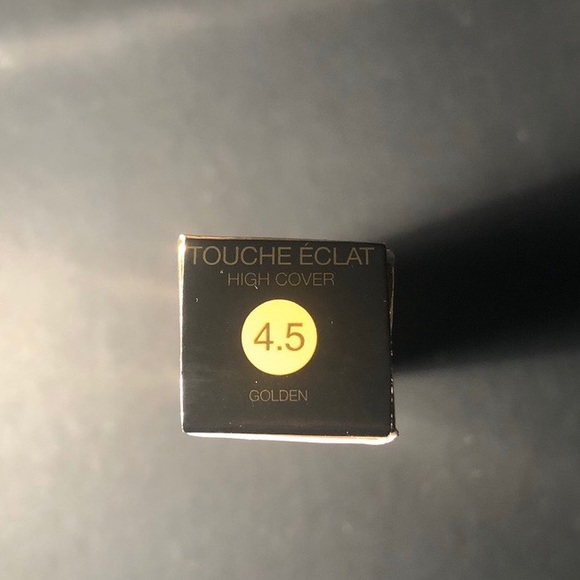 TOUCHE ÉCLAT
HIGH COVER
4.5
GOLDEN